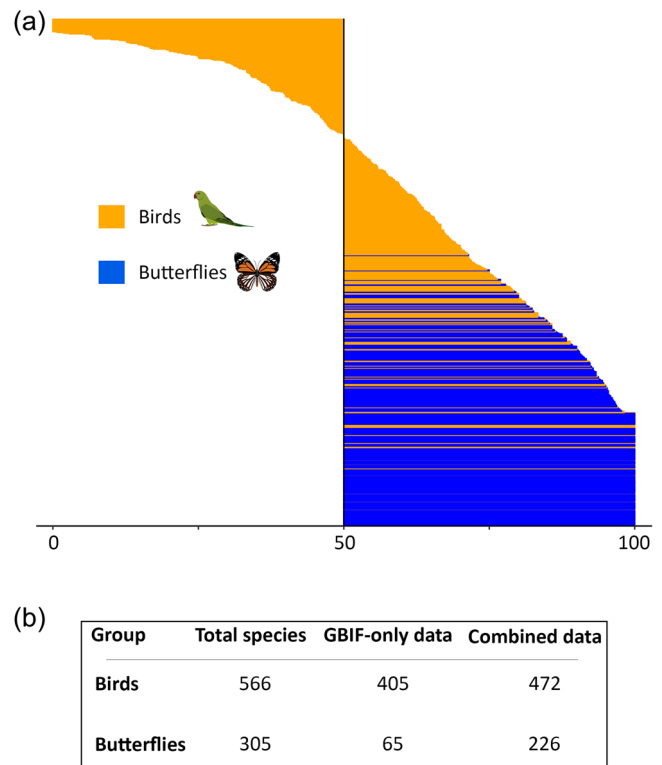 (a)
Birds
Butterflies
0 50 100
(b)
Group Total species GBIF-only data Combined data
Birds 566 405 472
Butterflies 305 65 226